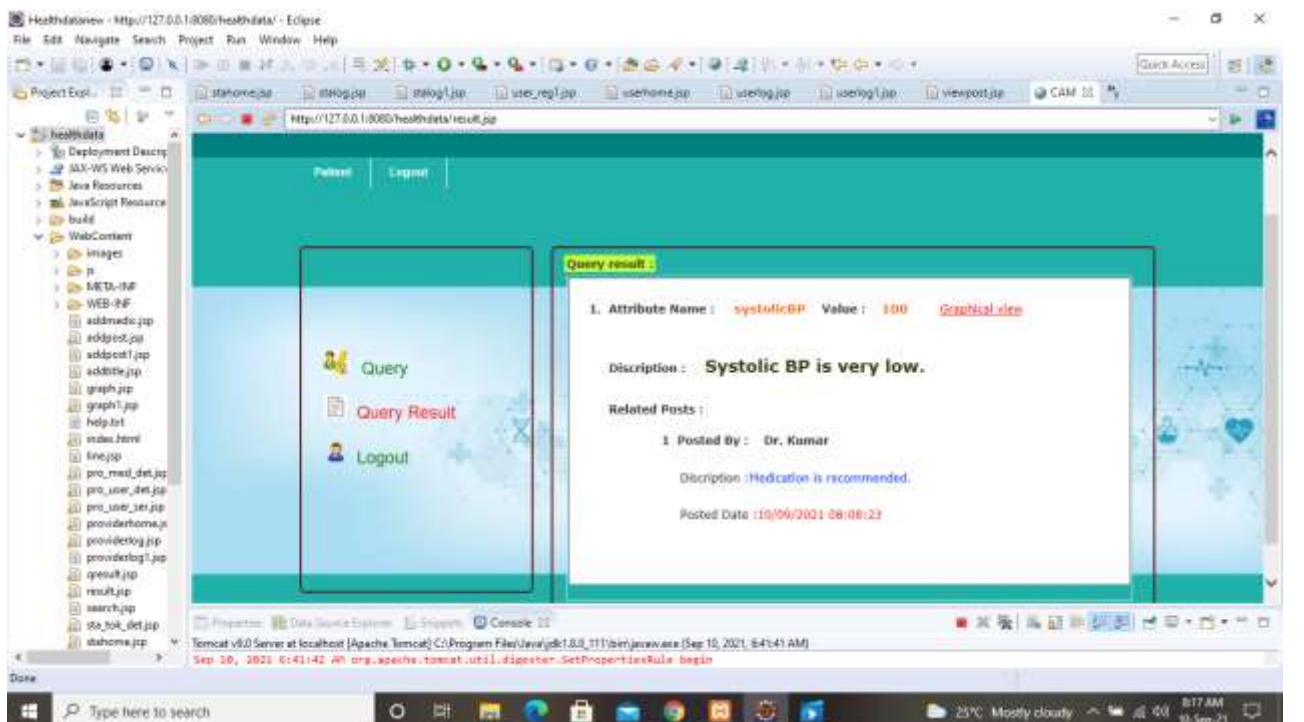 Healthdatanew - http://127.0.0.1:8080/healthdata/ - Eclipse
File Edit Navigate Search Project Run Window Help
Quick Access
Project Expl..
stahome.jsp stalog.jsp stalog1.jsp user_reg1.jsp userhome.jsp userlog.jsp userlog1.jsp viewpost.jsp CAM
http://127.0.0.1:8080/healthdata/result.jsp
healthdata
Deployment Descrip
JAX-WS Web Servic
Java Resources
JavaScript Resource
build
WebContent
images
js
META-INF
WEB-INF
addmedic.jsp
addpost.jsp
addpost1.jsp
addtitle.jsp
graph.jsp
graph1.jsp
help.txt
index.html
line.jsp
pro_med_det.jsp
pro_user_det.jsp
pro_user_ser.jsp
providerhome.js
providerlog.jsp
providerlog1.jsp
qresult.jsp
result.jsp
search.jsp
sta_tok_det.jsp
stahome.jsp
Patient Logout
Query
Query Result
Logout
Query result :
1. Attribute Name : systolicBP Value : 100 Graphical view
Discription : Systolic BP is very low.
Related Posts :
1 Posted By : Dr. Kumar
Discription :Medication is recommended.
Posted Date :10/09/2021 08:08:23
Properties Data Source Explorer Snippets Console
Tomcat v9.0 Server at localhost [Apache Tomcat] C:\Program Files\Java\jdk1.8.0_111\bin\javaw.exe (Sep 10, 2021, 6:41:41 AM)
Sep 10, 2021 6:41:42 AM org.apache.tomcat.util.digester.SetPropertiesRule begin
Done
Type here to search
25°C Mostly cloudy
8:17 AM